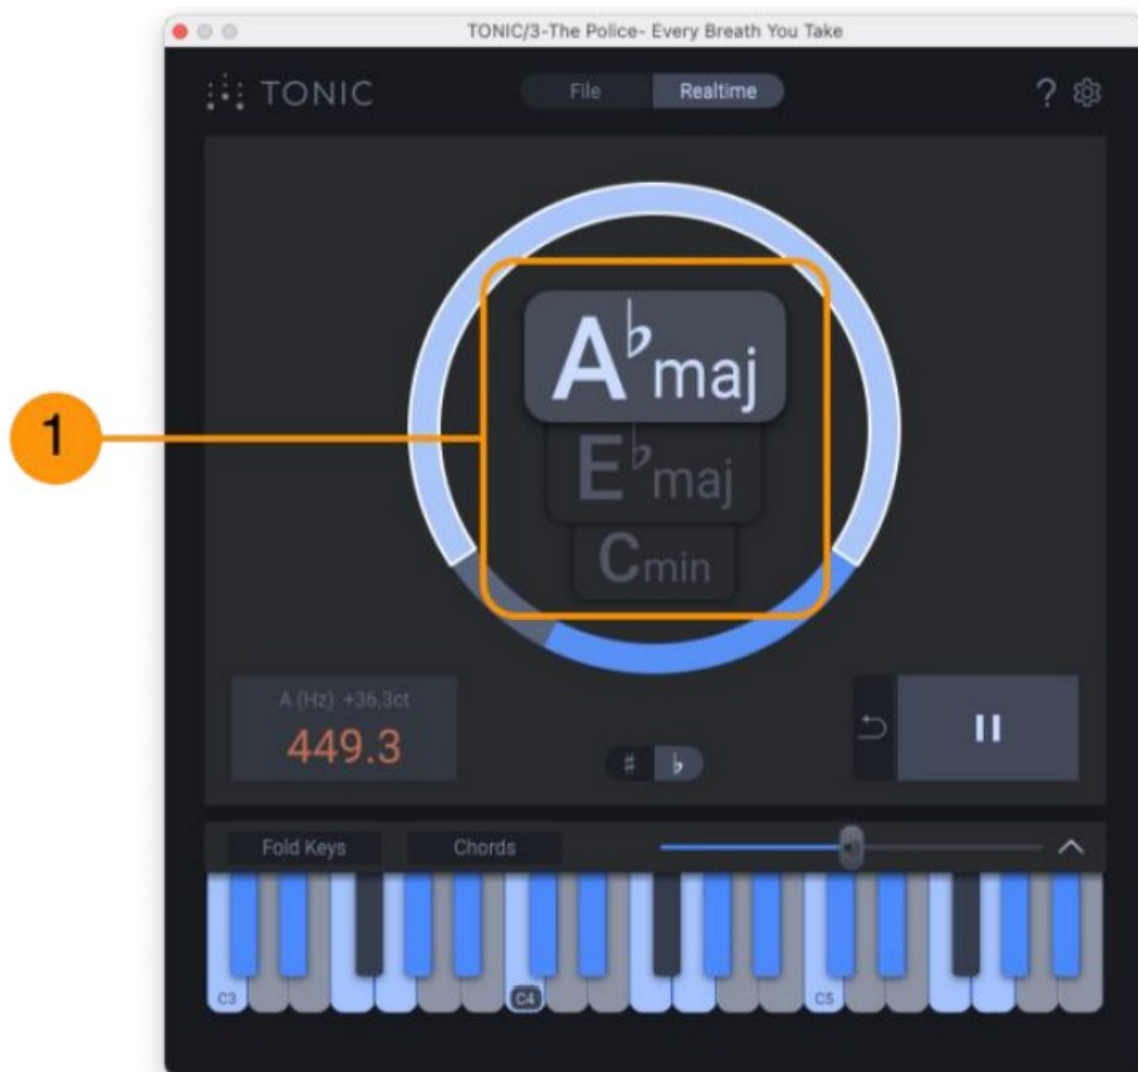 TONIC/3-The Police- Every Breath You Take
TONIC
File
Realtime
?
A♭maj
E♭maj
Cmin
1
A (Hz) +36.3ct
449.3
♯
♭
Fold Keys
Chords
C3
C4
C5